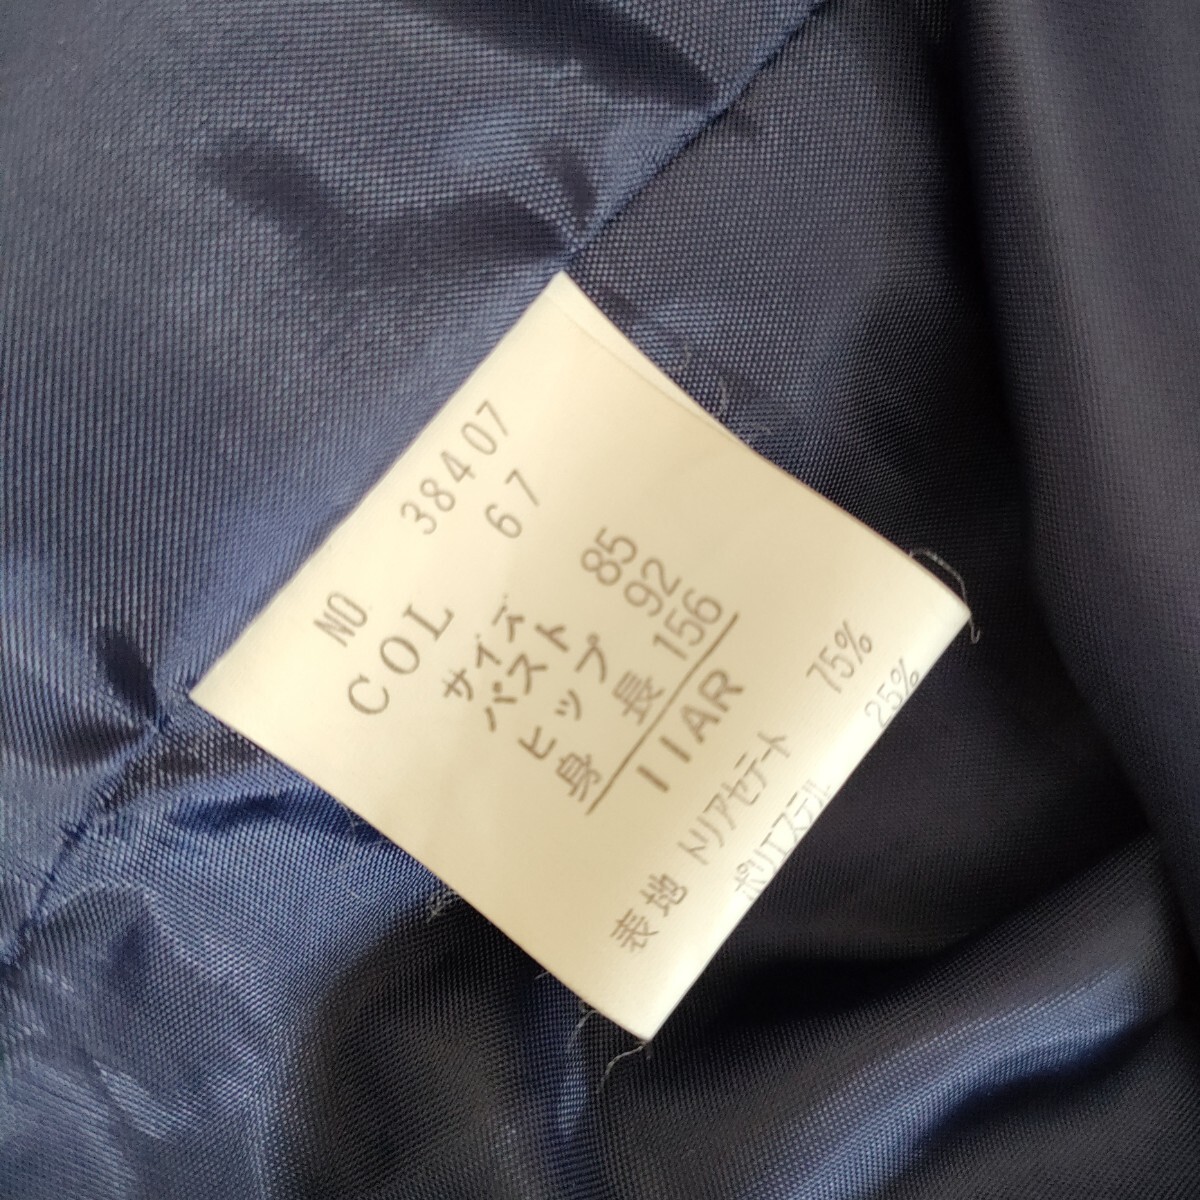 NO 38407
COL 67
サイズ
バスト 85
ヒップ 92
身長 156
11AR
表地 トリアセテート 75%
ポリエステル 25%